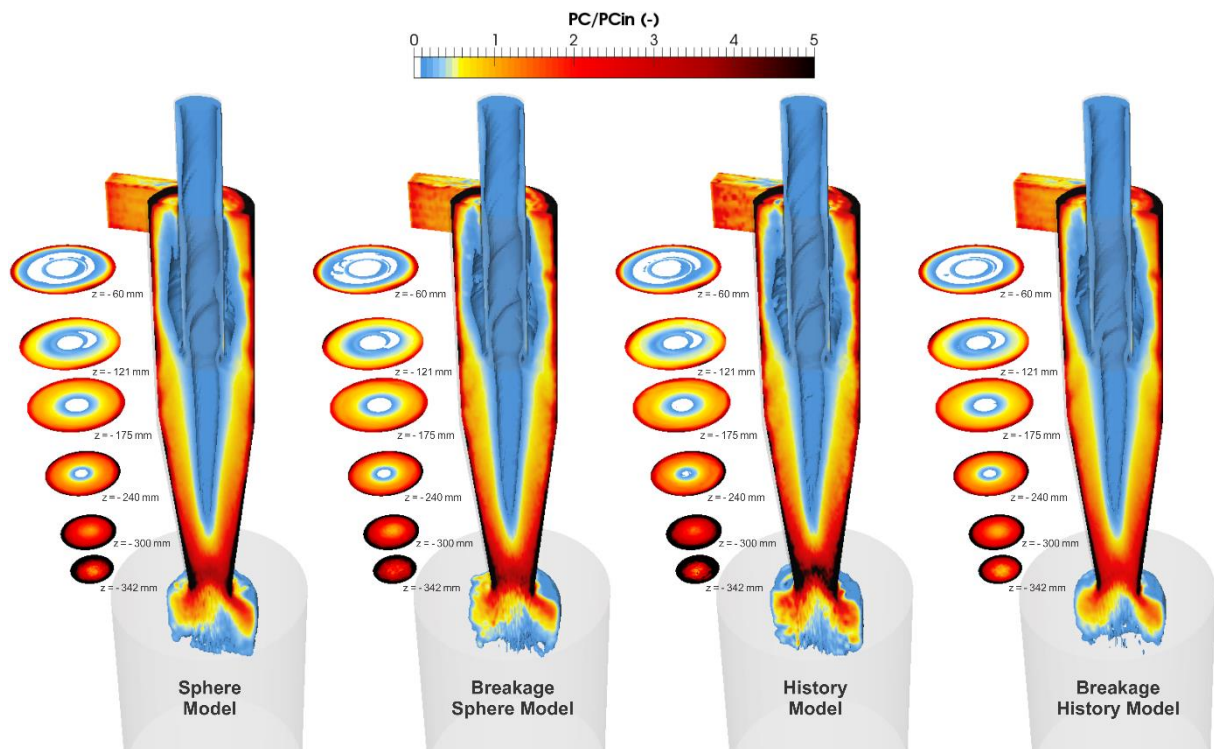 PC/PCin (-)
0 1 2 3 4 5
z = - 60 mm
z = - 121 mm
z = - 175 mm
z = - 240 mm
z = - 300 mm
z = - 342 mm
Sphere
Model
z = - 60 mm
z = - 121 mm
z = - 175 mm
z = - 240 mm
z = - 300 mm
z = - 342 mm
Breakage
Sphere Model
z = - 60 mm
z = - 121 mm
z = - 175 mm
z = - 240 mm
z = - 300 mm
z = - 342 mm
History
Model
z = - 60 mm
z = - 121 mm
z = - 175 mm
z = - 240 mm
z = - 300 mm
z = - 342 mm
Breakage
History Model